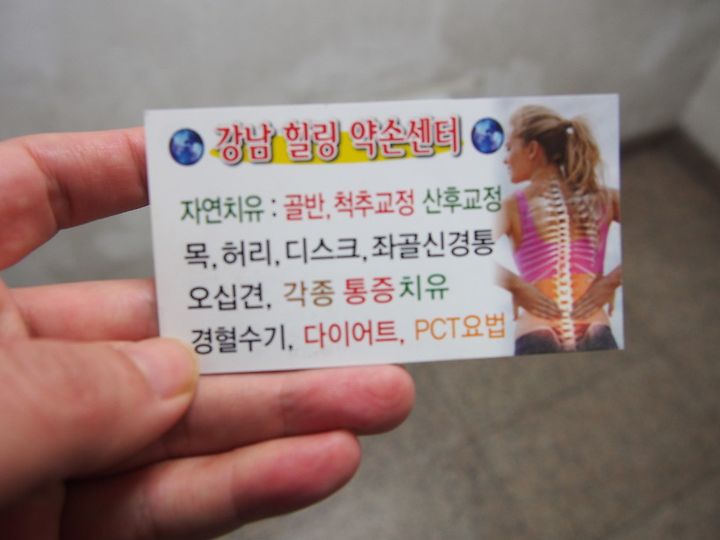 강남 힐링 약손센터
자연치유 : 골반, 척추교정 산후교정
목, 허리, 디스크, 좌골신경통
오십견, 각종 통증치유
경혈수기, 다이어트, PCT요법